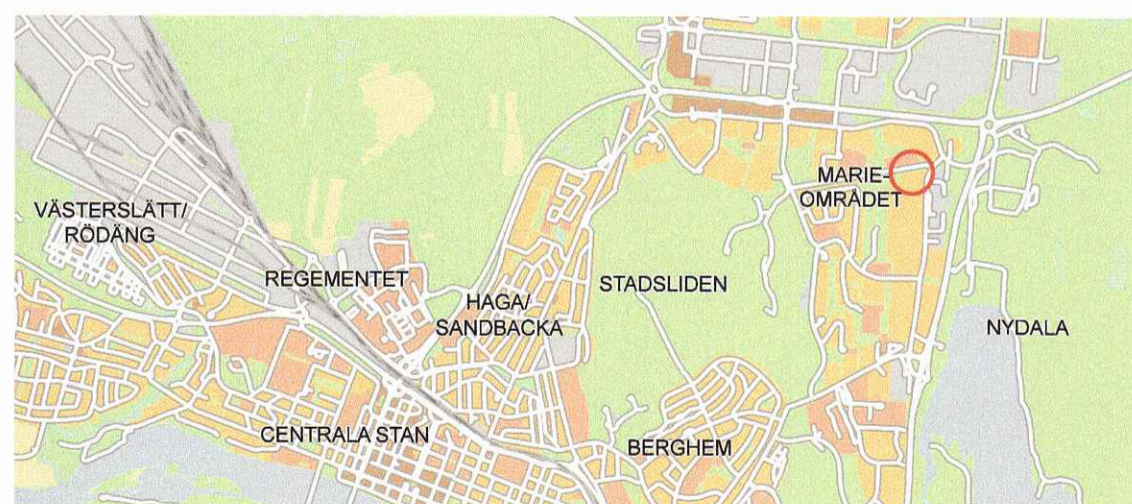 MARIE-
OMRÅDET
VÄSTERSLÄTT/
RÖDÄNG
REGEMENTET
STADSLIDEN
HAGA/
SANDBACKA
NYDALA
CENTRALA STAN
BERGHEM